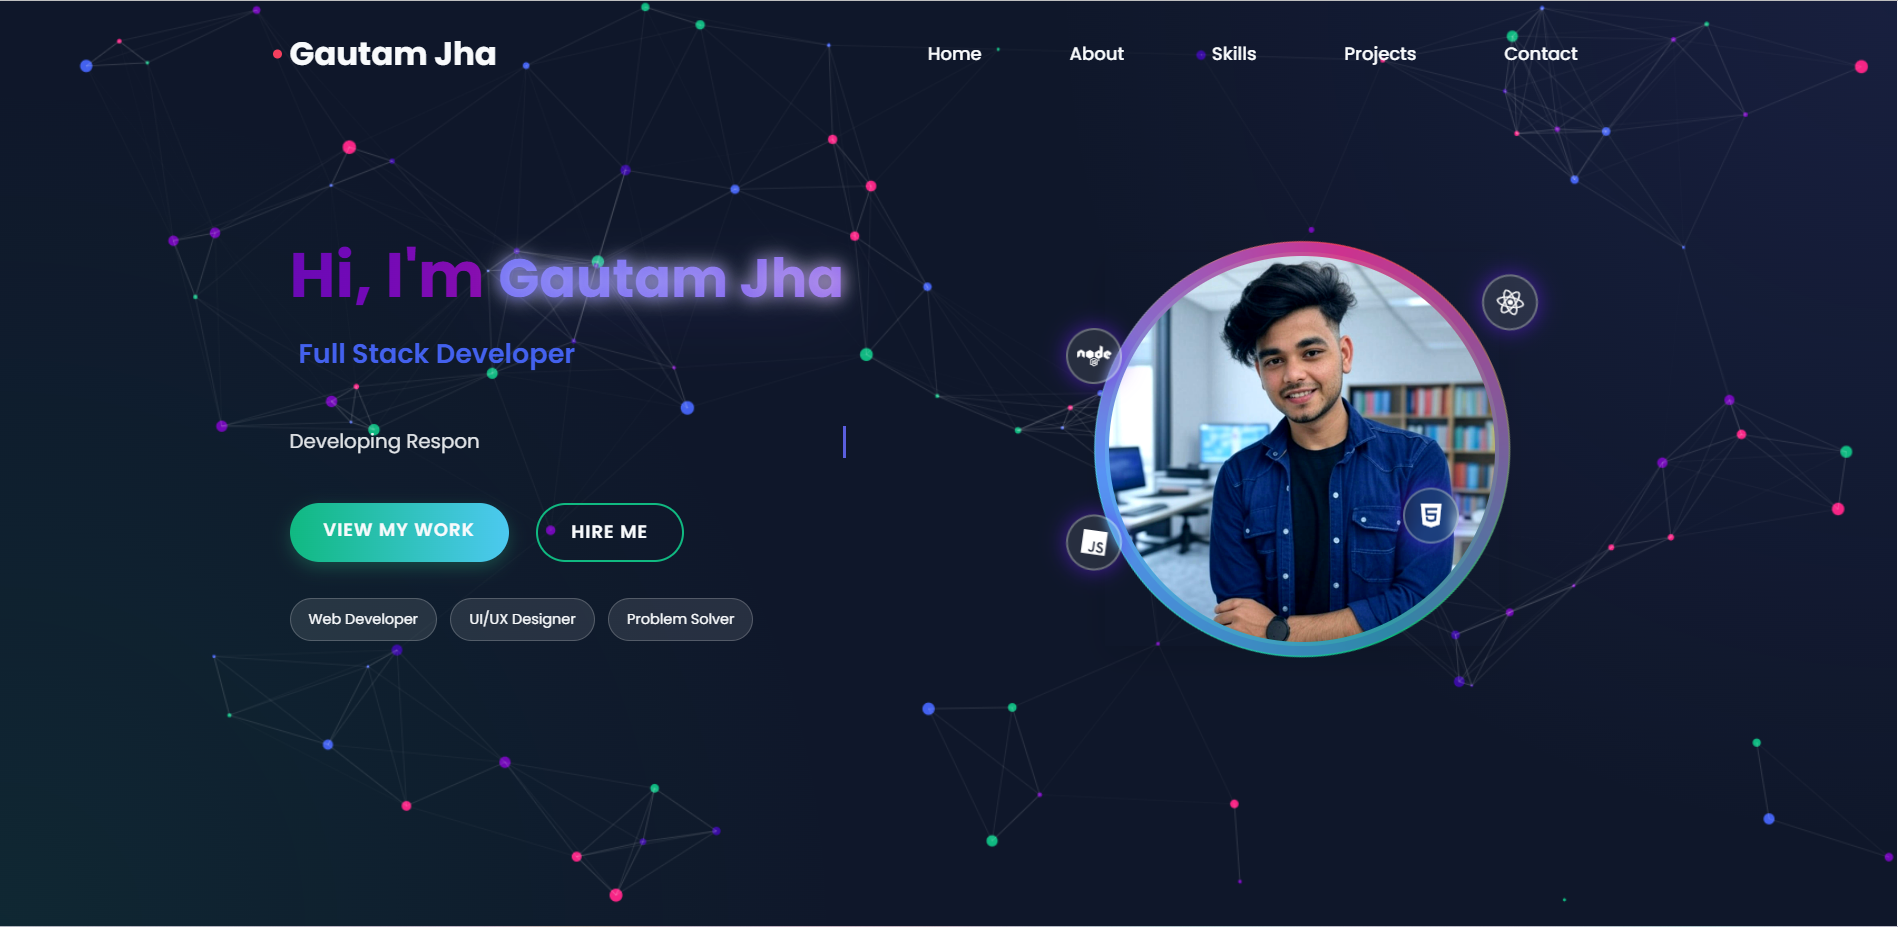 Gautam Jha
Home
About
Skills
Projects
Contact
Hi, I'm Gautam Jha
Full Stack Developer
Developing Respon
VIEW MY WORK
HIRE ME
Web Developer
UI/UX Designer
Problem Solver
node
JS
5